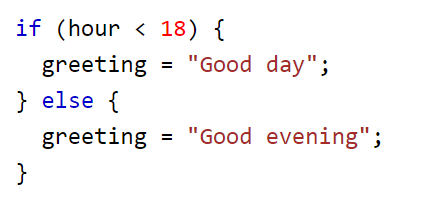 if (hour < 18) {
  greeting = "Good day";
} else {
  greeting = "Good evening";
}